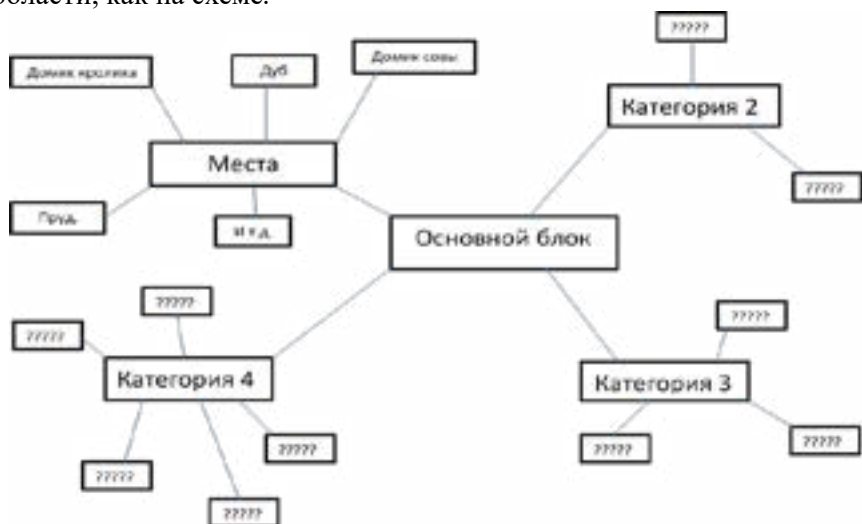 области, как на схеме.
?????
Домик кролика
Дуб
Домик совы
Категория 2
Места
?????
Пруд
И т.д.
Основной блок
?????
?????
?????
Категория 4
Категория 3
?????
?????
?????
?????
?????